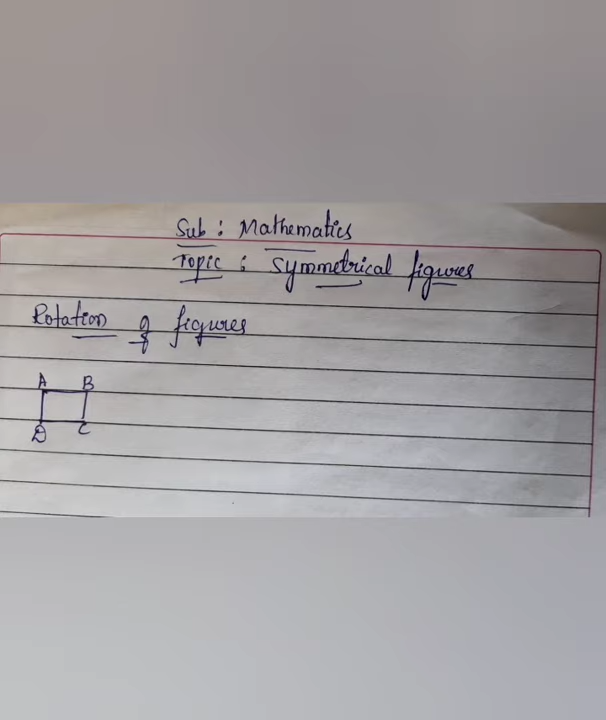 Sub : Mathematics
Topic : Symmetrical figures
Rotation of figures
A B
D C